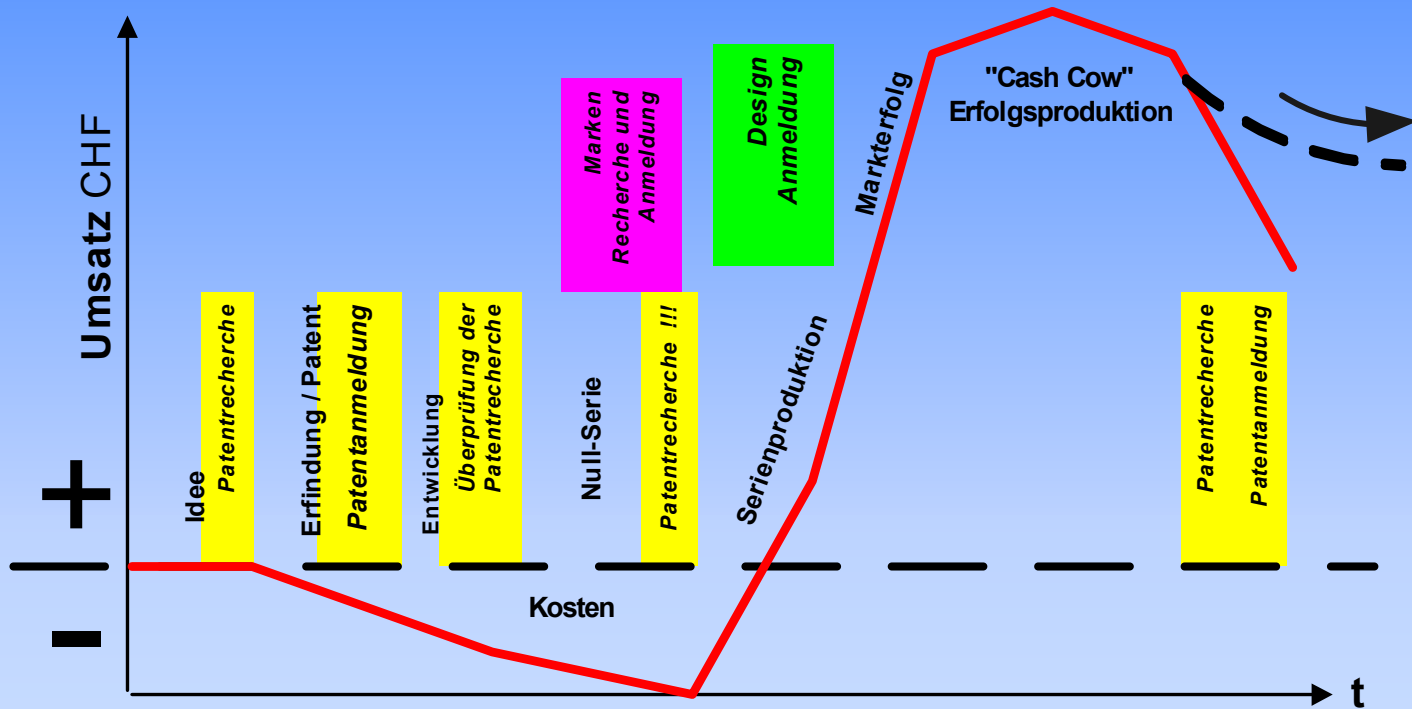 Umsatz CHF
+
-
Idee
Patentrecherche
Erfindung / Patent
Patentanmeldung
Entwicklung
Überprüfung der
Patentrecherche
Null-Serie
Marken
Recherche und
Anmeldung
Patentrecherche !!!
Design
Anmeldung
Serienproduktion
Markterfolg
"Cash Cow"
Erfolgsproduktion
Patentrecherche
Patentanmeldung
Kosten
t